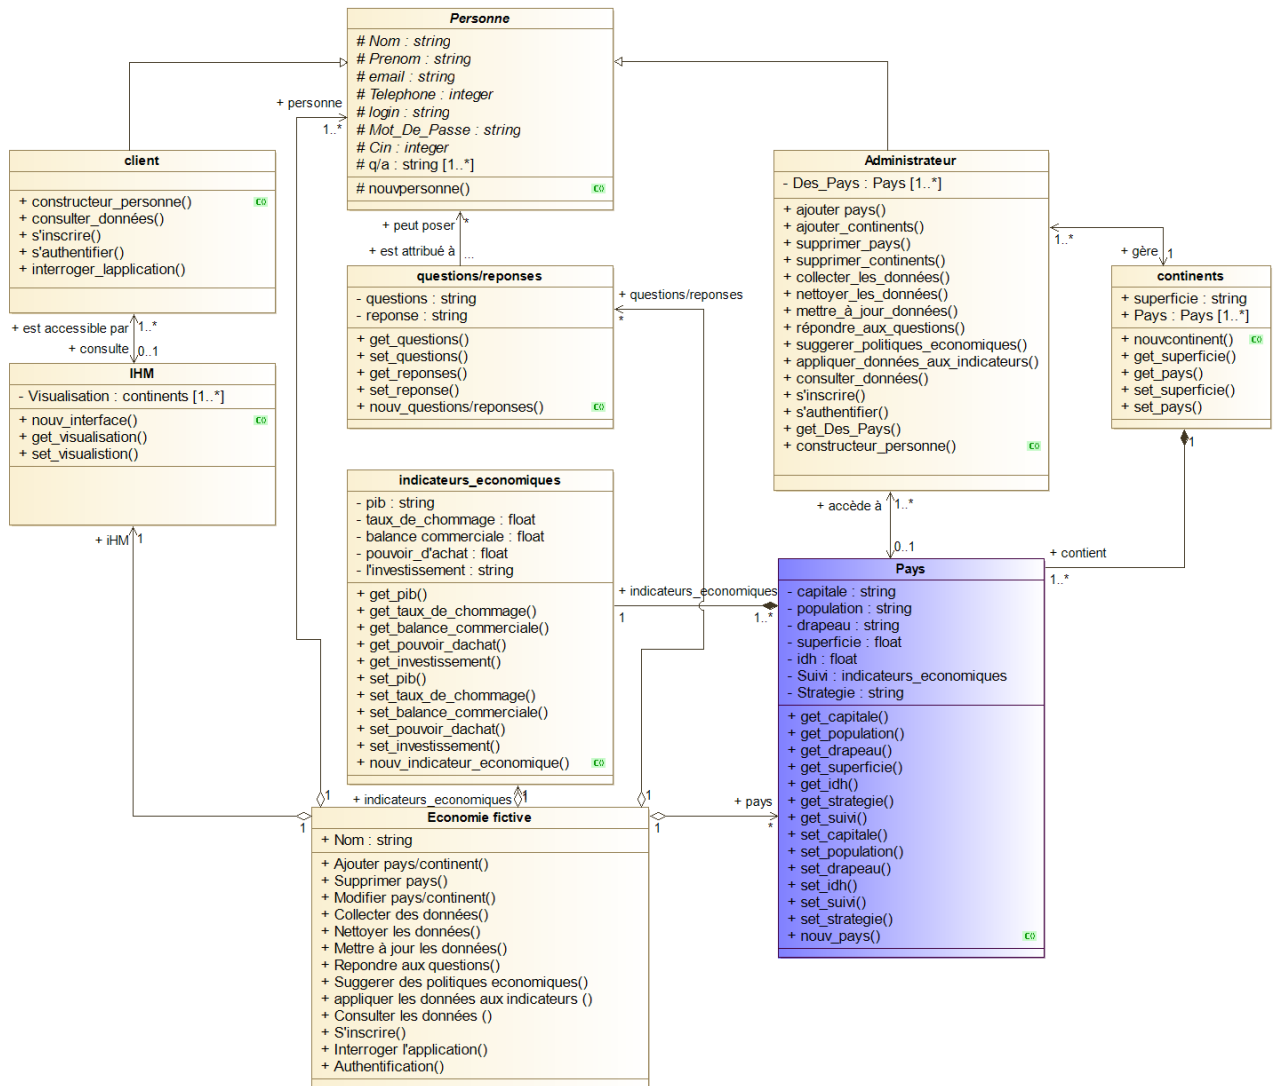 Personne
# Nom : string
# Prenom : string
# email : string
# Telephone : integer
# login : string
# Mot_De_Passe : string
# Cin : integer
# q/a : string [1..*]
# nouvpersonne()
+ personne
1..*
client
+ constructeur_personne()
+ consulter_données()
+ s'inscrire()
+ s'authentifier()
+ interroger_lapplication()
+ est accessible par
1..*
+ consulte
0..1
IHM
- Visualisation : continents [1..*]
+ nouv_interface()
+ get_visualisation()
+ set_visualistion()
+ iHM
1
+ peut poser
*
+ est attribué à
...
questions/reponses
- questions : string
- reponse : string
+ get_questions()
+ set_questions()
+ get_reponses()
+ set_reponse()
+ nouv_questions/reponses()
+ questions/reponses
*
Administrateur
- Des_Pays : Pays [1..*]
+ ajouter pays()
+ ajouter_continents()
+ supprimer_pays()
+ supprimer_continents()
+ collecter_les_données()
+ nettoyer_les_données()
+ mettre_à_jour_données()
+ répondre_aux_questions()
+ suggerer_politiques_economiques()
+ appliquer_données_aux_indicateurs()
+ consulter_données()
+ s'inscrire()
+ s'authentifier()
+ get_Des_Pays()
+ constructeur_personne()
1..*
+ gère
1
continents
+ superficie : string
+ Pays : Pays [1..*]
+ nouvcontinent()
+ get_superficie()
+ get_pays()
+ set_superficie()
+ set_pays()
1
+ contient
1..*
+ accède à
1..*
0..1
indicateurs_economiques
- pib : string
- taux_de_chommage : float
- balance commerciale : float
- pouvoir_d'achat : float
- l'investissement : string
+ get_pib()
+ get_taux_de_chommage()
+ get_balance_commerciale()
+ get_pouvoir_dachat()
+ get_investissement()
+ set_pib()
+ set_taux_de_chommage()
+ set_balance_commerciale()
+ set_pouvoir_dachat()
+ set_investissement()
+ nouv_indicateur_economique()
+ indicateurs_economiques
1
1..*
Pays
- capitale : string
- population : string
- drapeau : string
- superficie : float
- idh : float
- Suivi : indicateurs_economiques
- Strategie : string
+ get_capitale()
+ get_population()
+ get_drapeau()
+ get_superficie()
+ get_idh()
+ get_strategie()
+ get_suivi()
+ set_capitale()
+ set_population()
+ set_drapeau()
+ set_idh()
+ set_suivi()
+ set_strategie()
+ nouv_pays()
1
+ indicateurs_economiques
1
1
+ pays
*
1
1
Economie fictive
+ Nom : string
+ Ajouter pays/continent()
+ Supprimer pays()
+ Modifier pays/continent()
+ Collecter des données()
+ Nettoyer les données()
+ Mettre à jour les données()
+ Repondre aux questions()
+ Suggerer des politiques economiques()
+ appliquer les données aux indicateurs ()
+ Consulter les données ()
+ S'inscrire()
+ Interroger l'application()
+ Authentification()